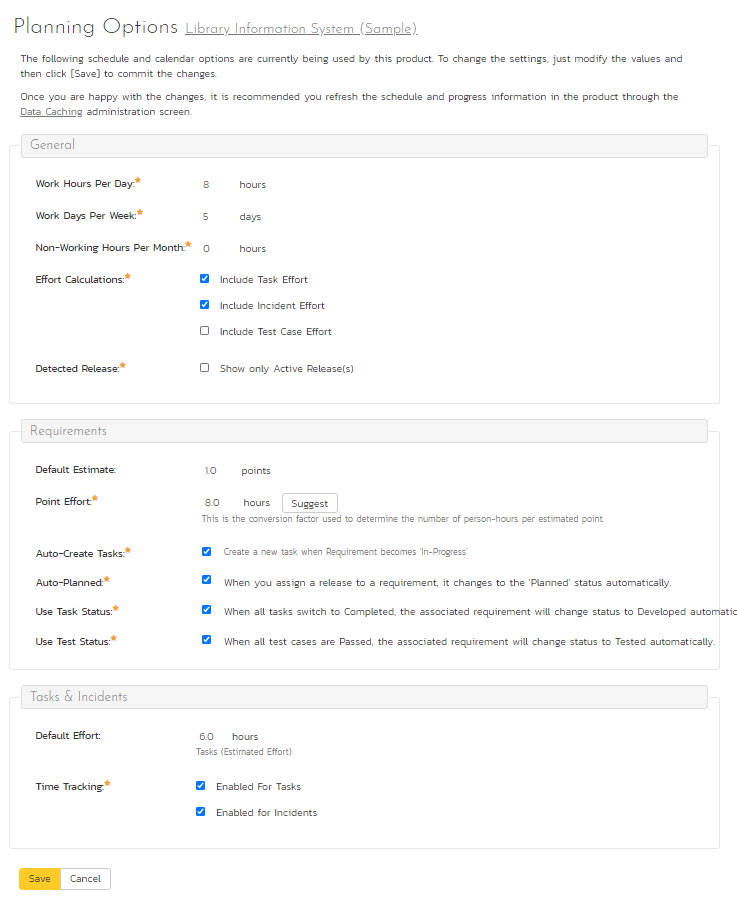 Planning Options Library Information System (Sample)
The following schedule and calendar options are currently being used by this product. To change the settings, just modify the values and
then click [Save] to commit the changes.
Once you are happy with the changes, it is recommended you refresh the schedule and progress information in the product through the
Data Caching administration screen.
General
Work Hours Per Day:* 8 hours
Work Days Per Week:* 5 days
Non-Working Hours Per Month:* 0 hours
Effort Calculations:* Include Task Effort
Include Incident Effort
Include Test Case Effort
Detected Release:* Show only Active Release(s)
Requirements
Default Estimate: 1.0 points
Point Effort:* 8.0 hours Suggest
This is the conversion factor used to determine the number of person-hours per estimated point.
Auto-Create Tasks:* Create a new task when Requirement becomes 'In-Progress'
Auto-Planned:* When you assign a release to a requirement, it changes to the 'Planned' status automatically.
Use Task Status:* When all tasks switch to Completed, the associated requirement will change status to Developed automatic
Use Test Status:* When all test cases are Passed, the associated requirement will change status to Tested automatically.
Tasks & Incidents
Default Effort: 6.0 hours
Tasks (Estimated Effort)
Time Tracking:* Enabled For Tasks
Enabled for Incidents
Save Cancel